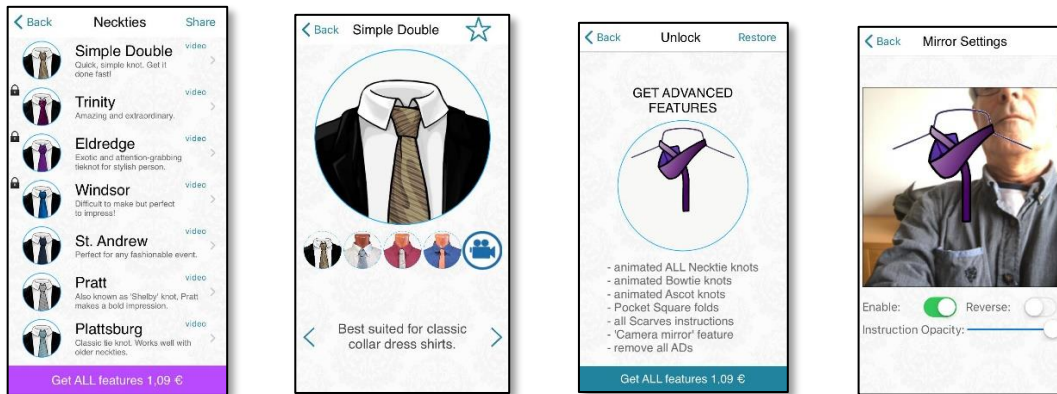 Back Neckties Share
Simple Double video
Quick, simple knot. Get it
done fast!
Trinity video
Amazing and extraordinary.
Eldredge video
Exotic and attention-grabbing
tieknot for stylish person.
Windsor video
Difficult to make but perfect
to impress!
St. Andrew video
Perfect for any fashionable event.
Pratt video
Also known as 'Shelby' knot, Pratt
makes a bold impression.
Plattsburg video
Classic tie knot. Works well with
older neckties.
Get ALL features 1,09 €
Back Simple Double
Best suited for classic
collar dress shirts.
Back Unlock Restore
GET ADVANCED
FEATURES
- animated ALL Necktie knots
- animated Bowtie knots
- animated Ascot knots
- Pocket Square folds
- all Scarves instructions
- 'Camera mirror' feature
- remove all ADs
Get ALL features 1,09 €
Back Mirror Settings
Enable: Reverse:
Instruction Opacity: